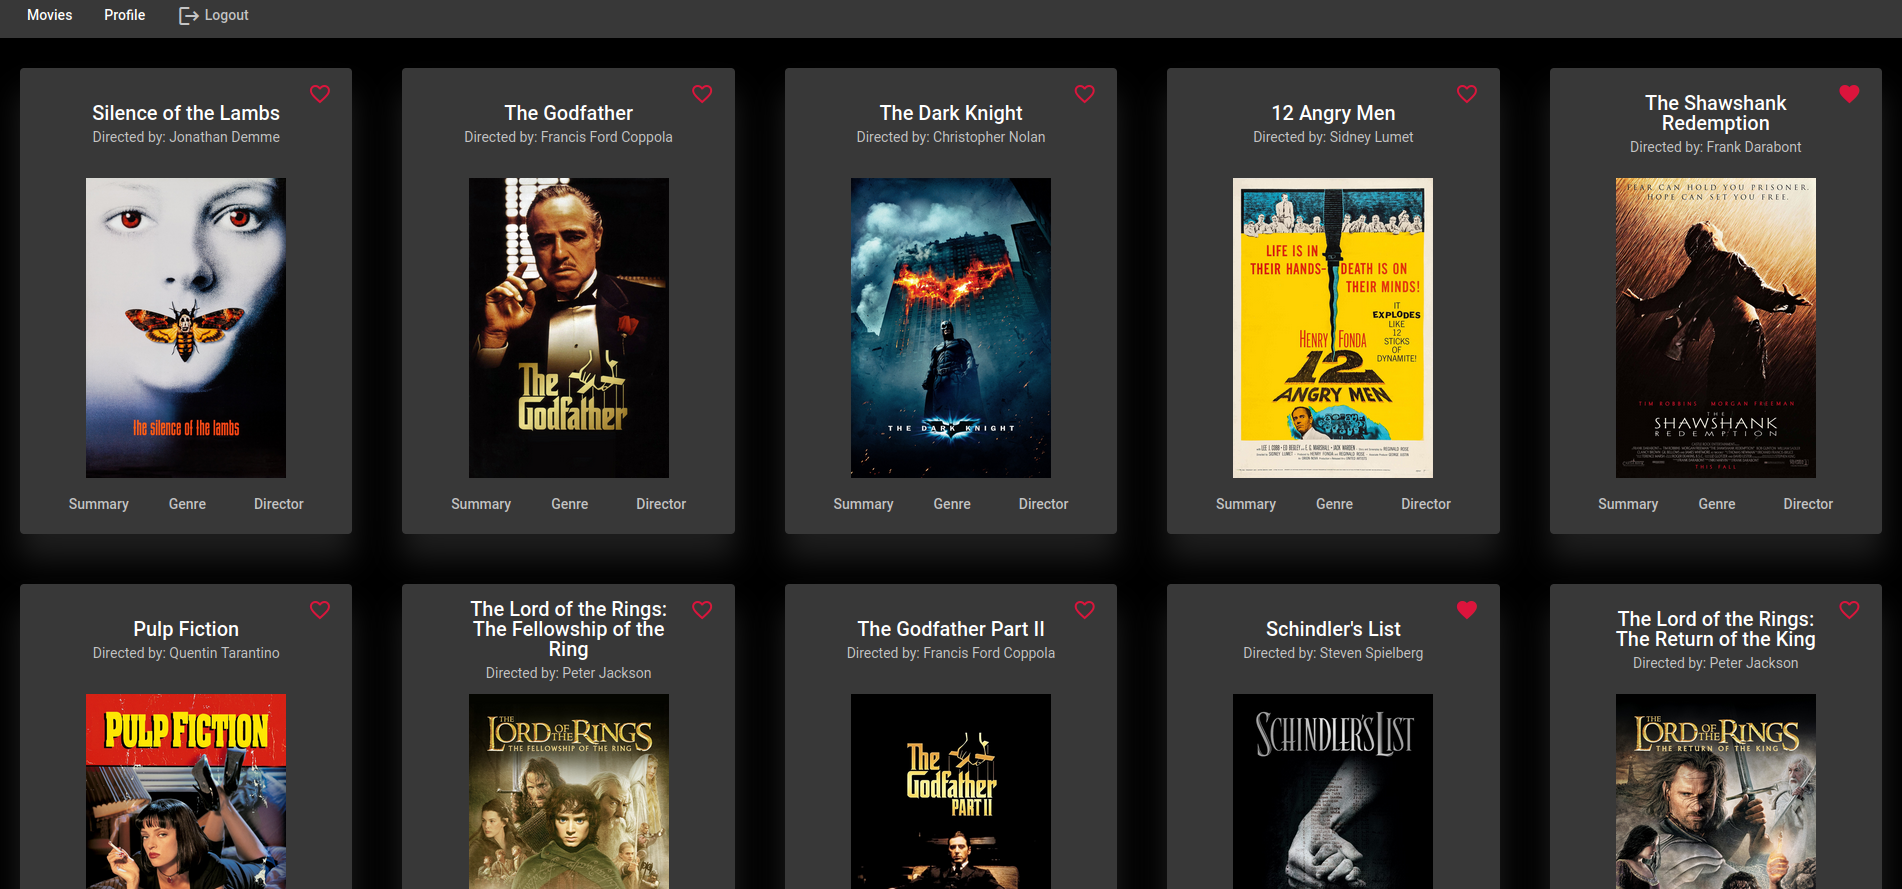 Movies Profile Logout
Silence of the Lambs
Directed by: Jonathan Demme
the silence of the lambs
Summary Genre Director
The Godfather
Directed by: Francis Ford Coppola
The
Godfather
Summary Genre Director
The Dark Knight
Directed by: Christopher Nolan
THE DARK KNIGHT
Summary Genre Director
12 Angry Men
Directed by: Sidney Lumet
LIFE IS IN
THEIR HANDS- DEATH IS ON
THEIR MINDS!
IT
EXPLODES
LIKE
12
STICKS
OF
DYNAMITE!
HENRY FONDA
12
ANGRY MEN
Summary Genre Director
The Shawshank
Redemption
Directed by: Frank Darabont
FEAR CAN HOLD YOU PRISONER.
HOPE CAN SET YOU FREE.
TIM ROBBINS MORGAN FREEMAN
THE
SHAWSHANK
REDEMPTION
THIS FALL
Summary Genre Director
Pulp Fiction
Directed by: Quentin Tarantino
PULP FICTION
The Lord of the Rings:
The Fellowship of the
Ring
Directed by: Peter Jackson
THE
LORD OF THE RINGS
THE FELLOWSHIP OF THE RING
The Godfather Part II
Directed by: Francis Ford Coppola
The
Godfather
PART II
Schindler's List
Directed by: Steven Spielberg
SCHINDLER'S LIST
The Lord of the Rings:
The Return of the King
Directed by: Peter Jackson
THE
LORD OF THE RINGS
THE RETURN OF THE KING